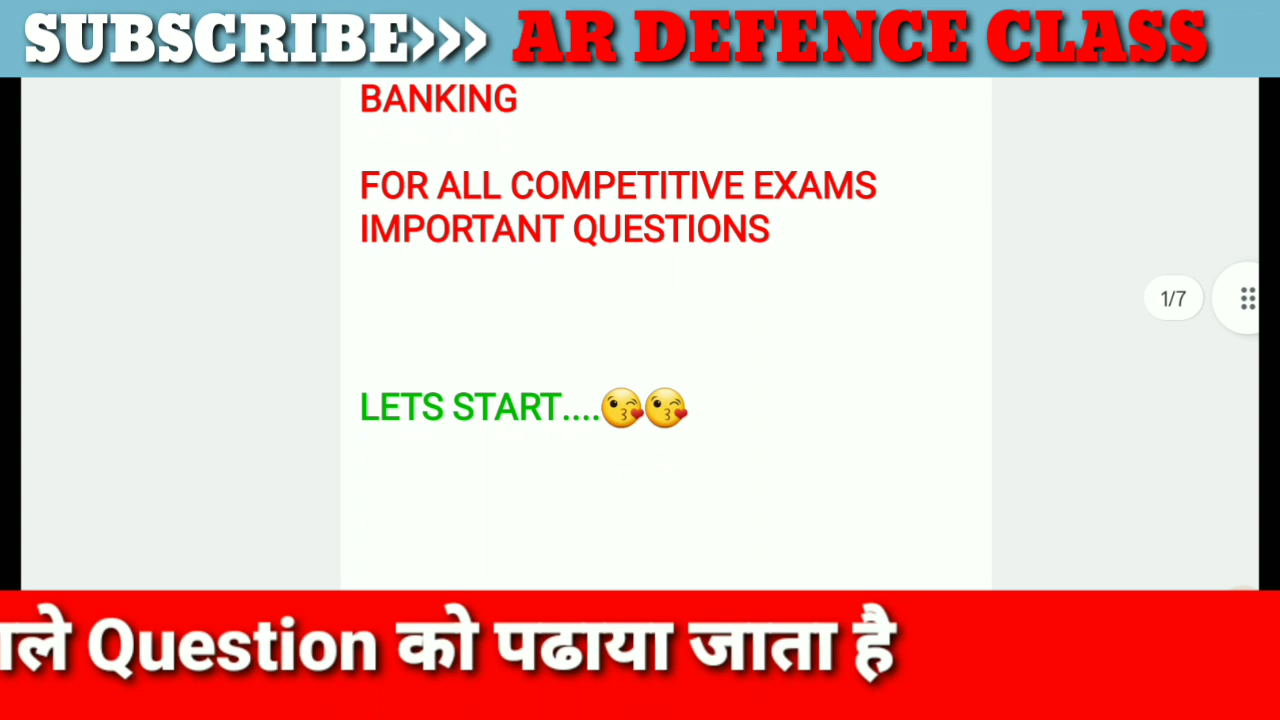 SUBSCRIBE>>> AR DEFENCE CLASS
BANKING
FOR ALL COMPETITIVE EXAMS
IMPORTANT QUESTIONS
1/7
LETS START....😘😘
Question को पढाया जाता है